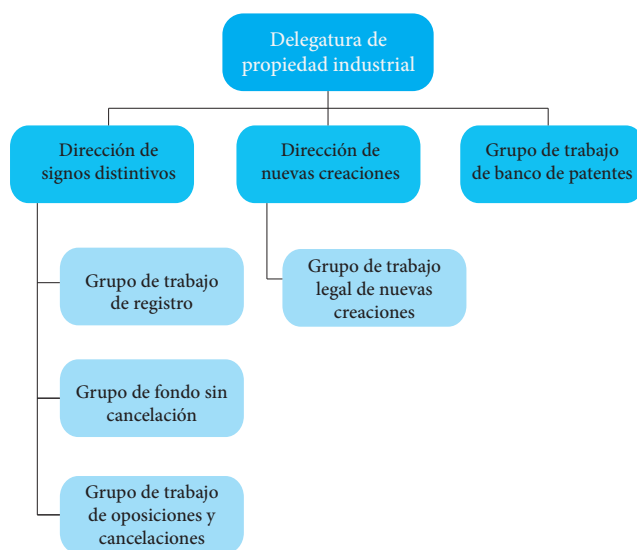 Delegatura de
propiedad industrial
Dirección de
signos distintivos
Dirección de
nuevas creaciones
Grupo de trabajo
de banco de patentes
Grupo de trabajo
de registro
Grupo de trabajo
legal de nuevas
creaciones
Grupo de fondo sin
cancelación
Grupo de trabajo
de oposiciones y
cancelaciones